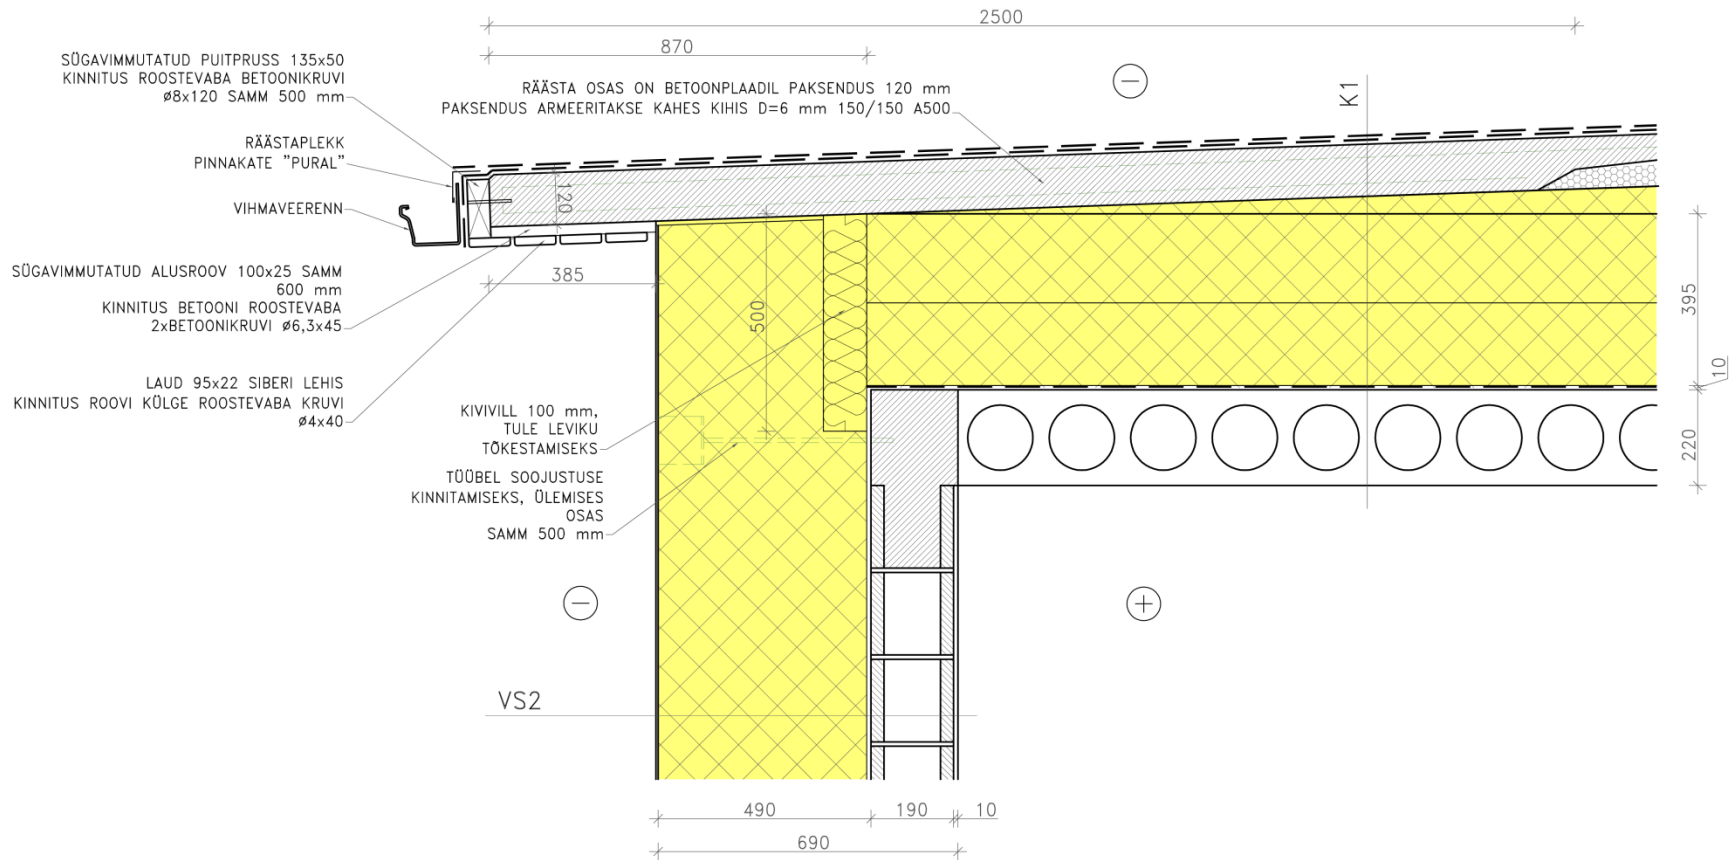 2500
870
SÜGAVIMMUTATUD PUITPRUSS 135x50
KINNITUS ROOSTEVABA BETOONIKRUVI
ø8x120 SAMM 500 mm
RÄÄSTA OSAS ON BETOONPLAADIL PAKSENDUS 120 mm
PAKSENDUS ARMEERITAKSE KAHES KIHIS D=6 mm 150/150 A500
K1
RÄÄSTAPLEKK
PINNAKATE "PURAL"
VIHMAVEERENN
120
SÜGAVIMMUTATUD ALUSROOV 100x25 SAMM
600 mm
KINNITUS BETOONI ROOSTEVABA
2xBETOONIKRUVI ø6,3x45
385
500
395
10
220
LAUD 95x22 SIBERI LEHIS
KINNITUS ROOVI KÜLGE ROOSTEVABA KRUVI
ø4x40
KIVIVILL 100 mm,
TULE LEVIKU
TÕKESTAMISEKS
TÜÜBEL SOOJUSTUSE
KINNITAMISEKS, ÜLEMISES
OSAS
SAMM 500 mm
VS2
490
190
10
690